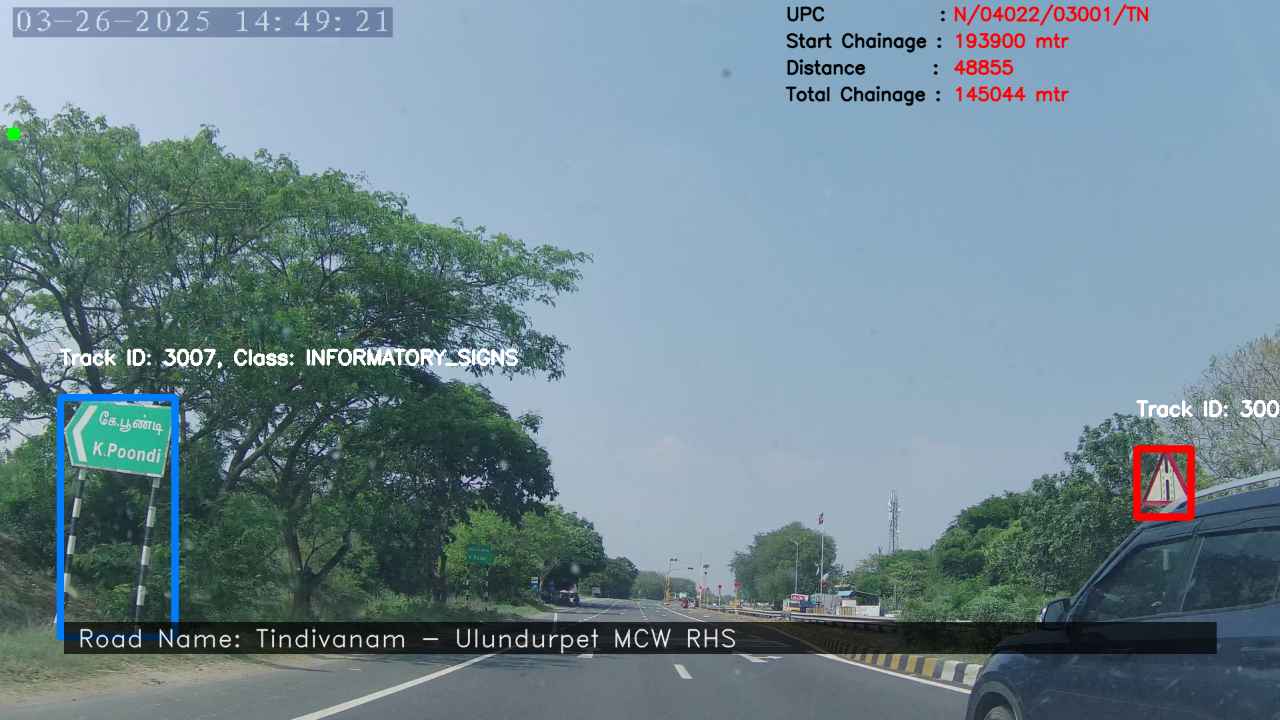 03-26-2025 14:49:21
UPC : N/04022/03001/TN
Start Chainage : 193900 mtr
Distance : 48855
Total Chainage : 145044 mtr
Track ID: 3007, Class: INFORMATORY_SIGNS
Track ID: 300
கே.பூண்டி
K.Poondi
Road Name: Tindivanam - Ulundurpet MCW RHS